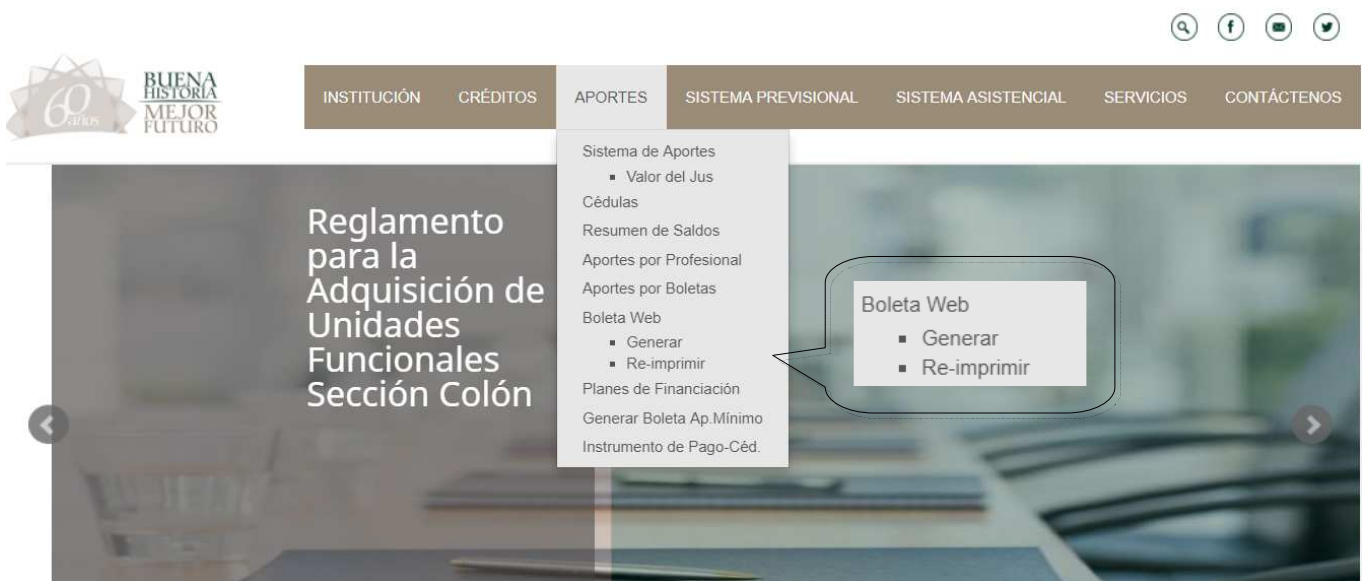 60
años
BUENA
HISTORIA
MEJOR
FUTURO
INSTITUCIÓN CRÉDITOS APORTES SISTEMA PREVISIONAL SISTEMA ASISTENCIAL SERVICIOS CONTÁCTENOS
Sistema de Aportes
Valor del Jus
Cédulas
Resumen de Saldos
Aportes por Profesional
Aportes por Boletas
Boleta Web
Generar
Re-imprimir
Planes de Financiación
Generar Boleta Ap.Mínimo
Instrumento de Pago-Céd.
Reglamento
para la
Adquisición de
Unidades
Funcionales
Sección Colón
Boleta Web
Generar
Re-imprimir